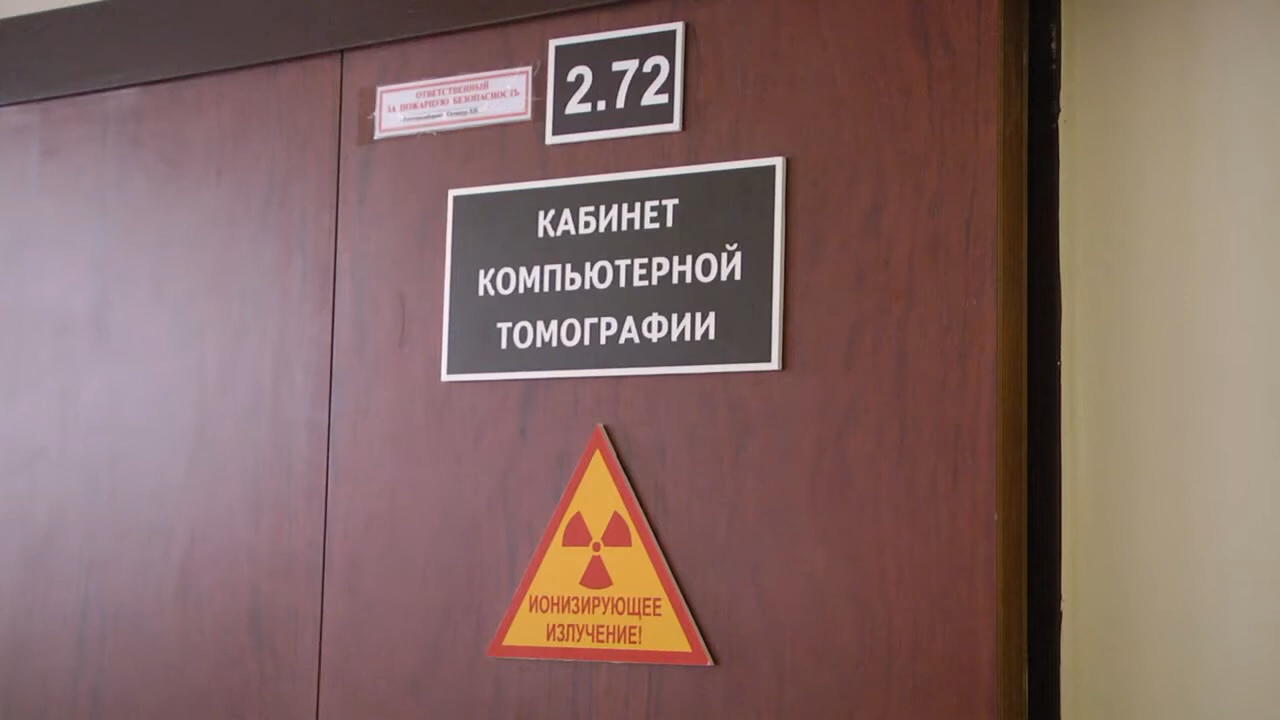 ОТВЕТСТВЕННЫЙ
ЗА ПОЖАРНУЮ БЕЗОПАСНОСТЬ
2.72
КАБИНЕТ
КОМПЬЮТЕРНОЙ
ТОМОГРАФИИ
ИОНИЗИРУЮЩЕЕ
ИЗЛУЧЕНИЕ!